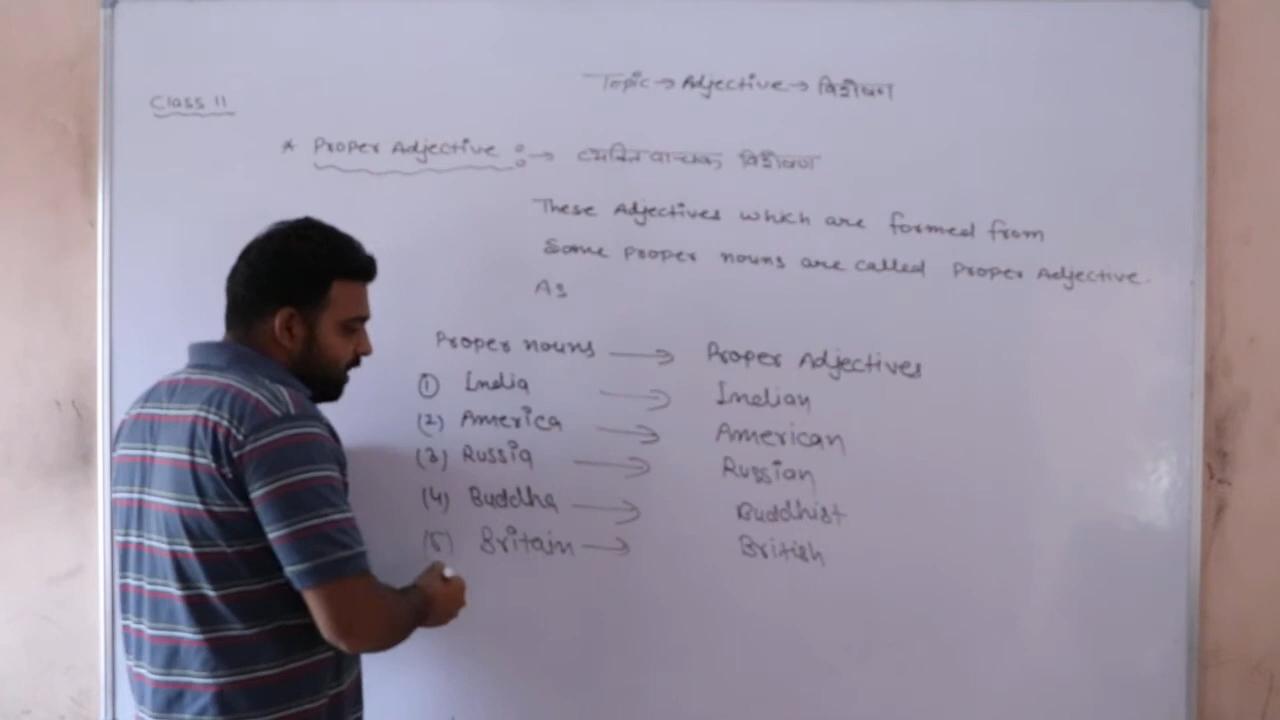 Topic → Adjective → विशेषण
Class 11
* Proper Adjective :→ व्यक्तिवाचक विशेषण
These Adjectives which are formed from
Some proper nouns are called Proper Adjective.
As
Proper nouns → Proper Adjectives
① India → Indian
(2) America → American
(3) Russia → Russian
(4) Buddha → Buddhist
(5) Britain → British